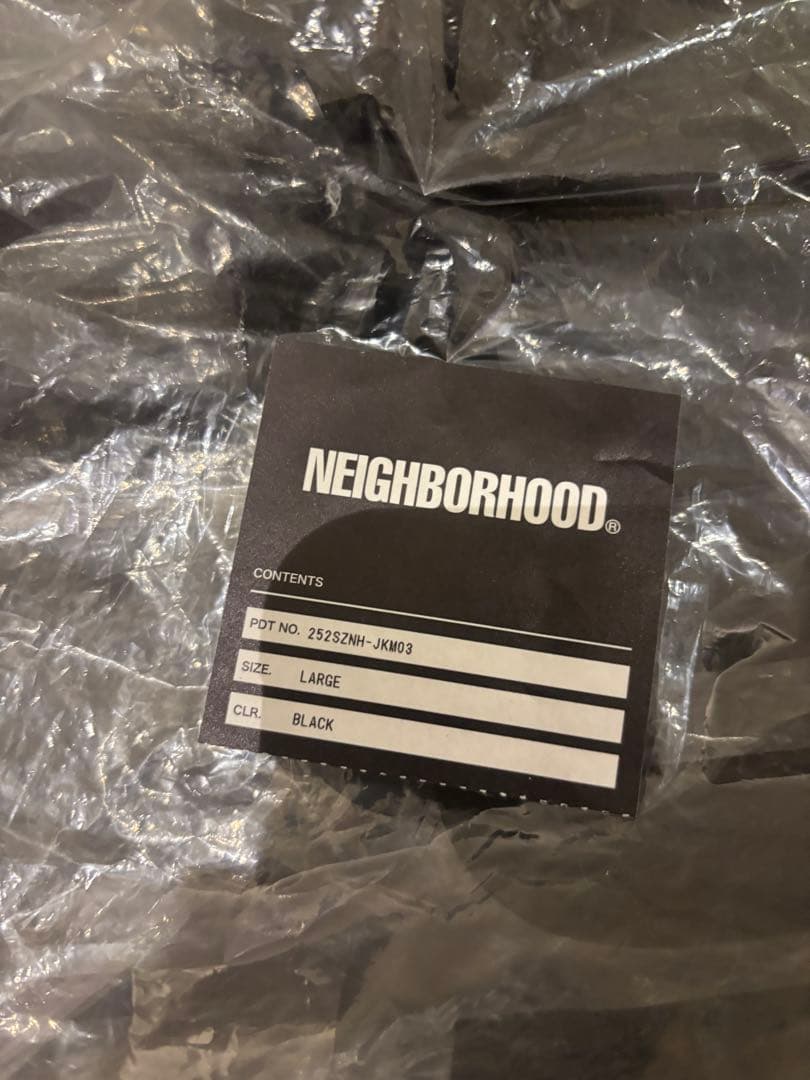 NEIGHBORHOOD®
CONTENTS
PDT NO. 252SZNH-JKM03
SIZE. LARGE
CLR. BLACK